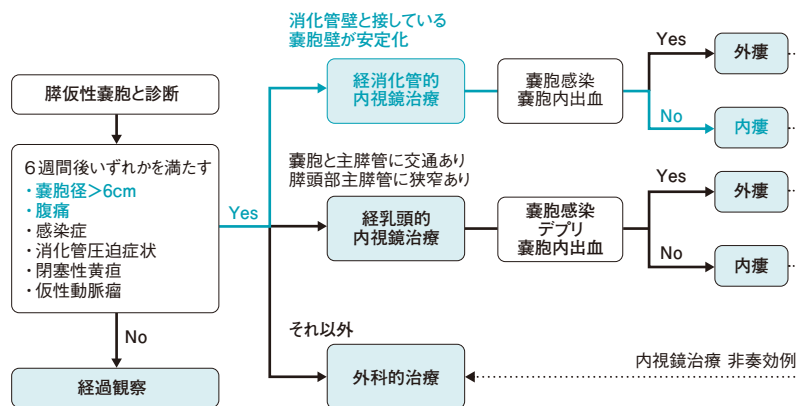 膵仮性嚢胞と診断
6週間後いずれかを満たす
・嚢胞径＞6cm
・腹痛
・感染症
・消化管圧迫症状
・閉塞性黄疸
・仮性動脈瘤
No
経過観察
Yes
消化管壁と接している
嚢胞壁が安定化
経消化管的
内視鏡治療
嚢胞感染
嚢胞内出血
Yes
外瘻
No
内瘻
嚢胞と主膵管に交通あり
膵頭部主膵管に狭窄あり
経乳頭的
内視鏡治療
嚢胞感染
デブリ
嚢胞内出血
Yes
外瘻
No
内瘻
それ以外
外科的治療
内視鏡治療 非奏効例